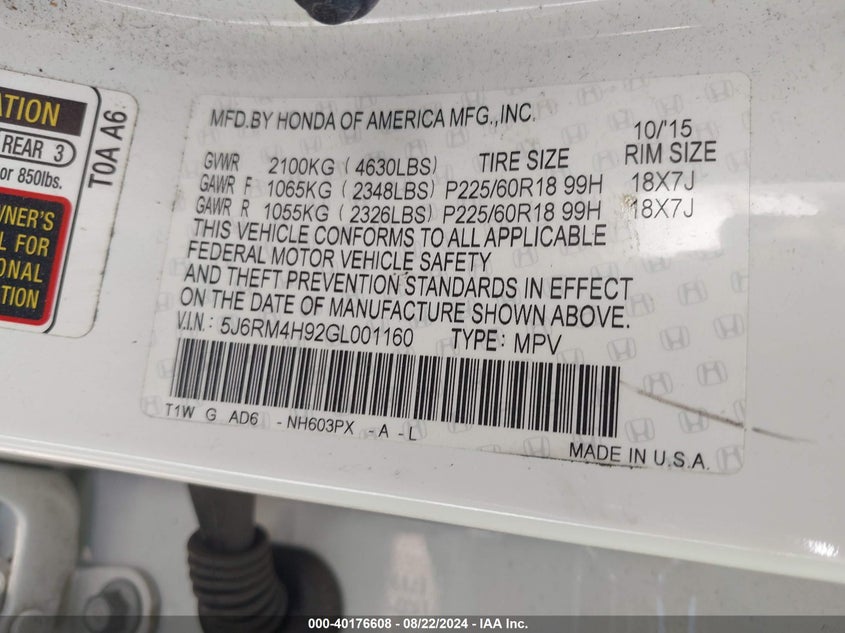 ATION
REAR 3
or 850lbs.
WNER'S
L FOR
ONAL
TION
T0A A6
MFD.BY HONDA OF AMERICA MFG.,INC. 10/'15
GVWR 2100KG ( 4630LBS) TIRE SIZE RIM SIZE
GAWR F 1065KG ( 2348LBS) P225/60R18 99H 18X7J
GAWR R 1055KG ( 2326LBS) P225/60R18 99H 18X7J
THIS VEHICLE CONFORMS TO ALL APPLICABLE
FEDERAL MOTOR VEHICLE SAFETY
AND THEFT PREVENTION STANDARDS IN EFFECT
ON THE DATE OF MANUFACTURE SHOWN ABOVE.
V.I.N: 5J6RM4H92GL001160 TYPE: MPV
T1W G AD6 - NH603PX - A - L
MADE IN U.S.A.
000-40176608 - 08/22/2024 - IAA Inc.